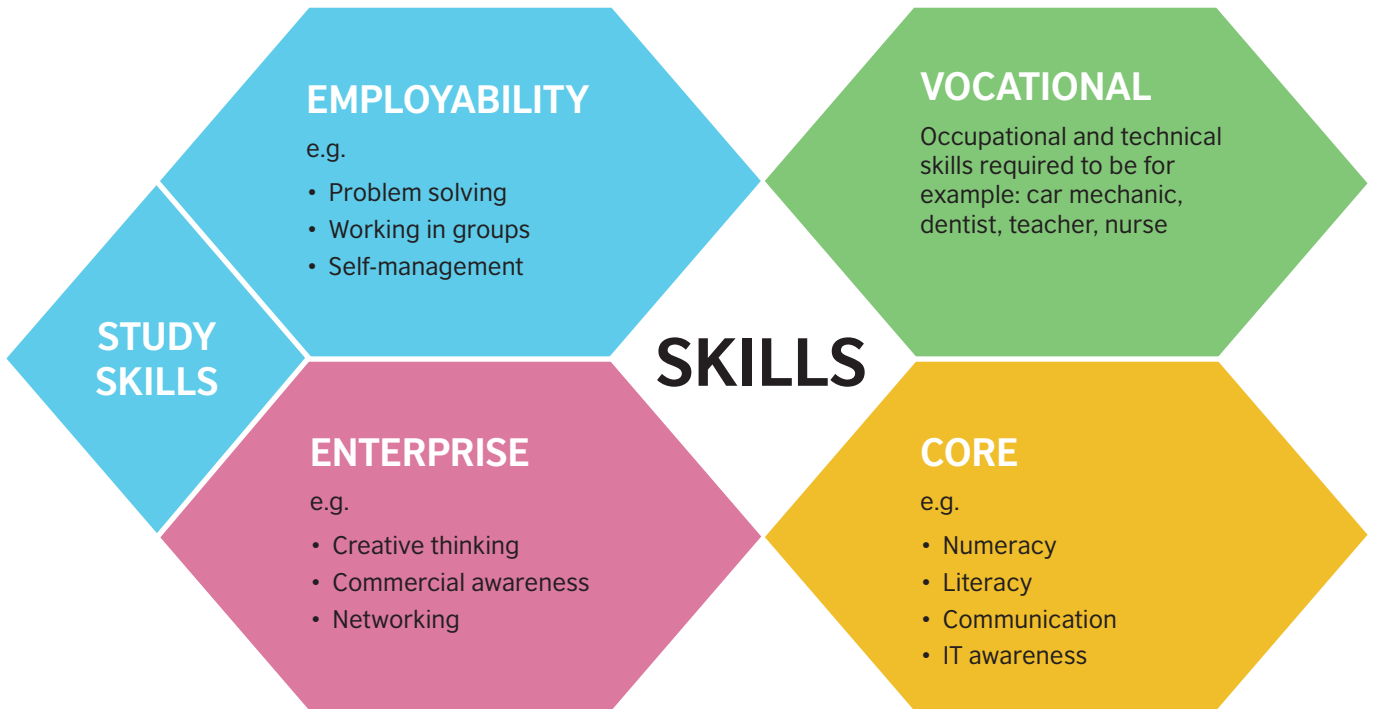 EMPLOYABILITY
e.g.
• Problem solving
• Working in groups
• Self-management
VOCATIONAL
Occupational and technical
skills required to be for
example: car mechanic,
dentist, teacher, nurse
STUDY
SKILLS
SKILLS
ENTERPRISE
e.g.
• Creative thinking
• Commercial awareness
• Networking
CORE
e.g.
• Numeracy
• Literacy
• Communication
• IT awareness